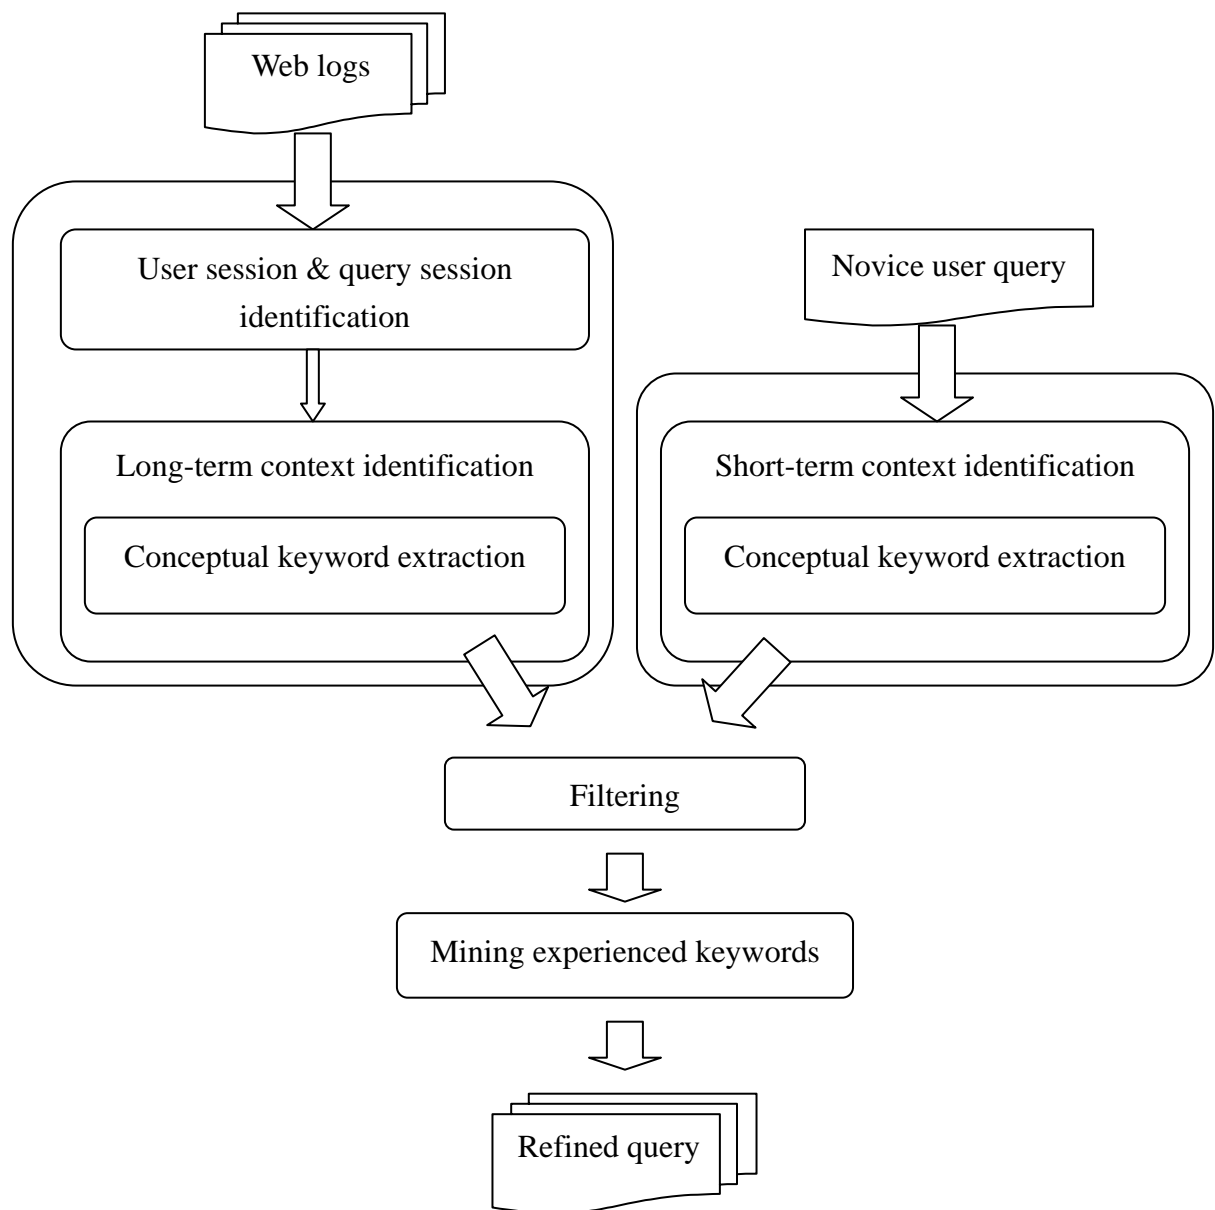 Web logs
User session & query session
identification
Novice user query
Long-term context identification
Short-term context identification
Conceptual keyword extraction
Conceptual keyword extraction
Filtering
Mining experienced keywords
Refined query